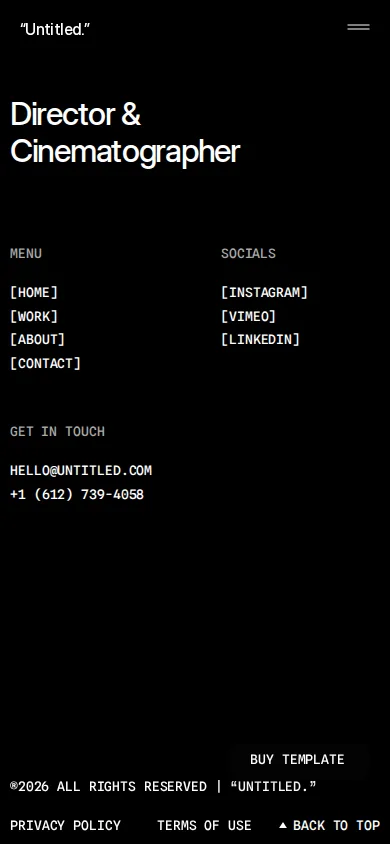 “Untitled.”
Director &
Cinematographer
MENU
[HOME]
[WORK]
[ABOUT]
[CONTACT]
SOCIALS
[INSTAGRAM]
[VIMEO]
[LINKEDIN]
GET IN TOUCH
HELLO@UNTITLED.COM
+1 (612) 739-4058
BUY TEMPLATE
®2026 ALL RIGHTS RESERVED | “UNTITLED.”
PRIVACY POLICY TERMS OF USE ▲ BACK TO TOP